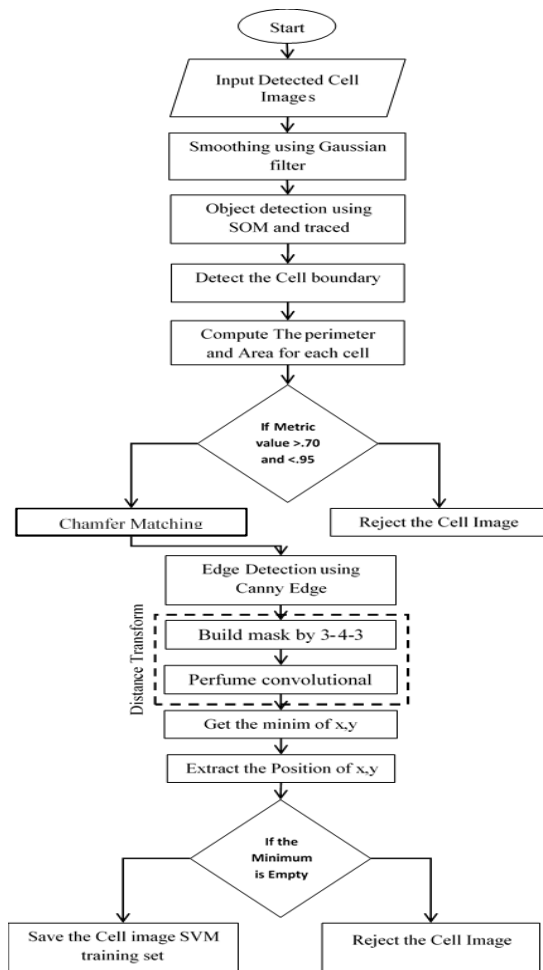 Start
Input Detected Cell
Images
Smoothing using Gaussian
filter
Object detection using
SOM and traced
Detect the Cell boundary
Compute The perimeter
and Area for each cell
If Metric
value >.70
and <.95
Chamfer Matching
Reject the Cell Image
Edge Detection using
Canny Edge
Distance Transform
Build mask by 3-4-3
Perfume convolutional
Get the minim of x,y
Extract the Position of x,y
If the
Minimum
is Empty
Save the Cell image SVM
training set
Reject the Cell Image